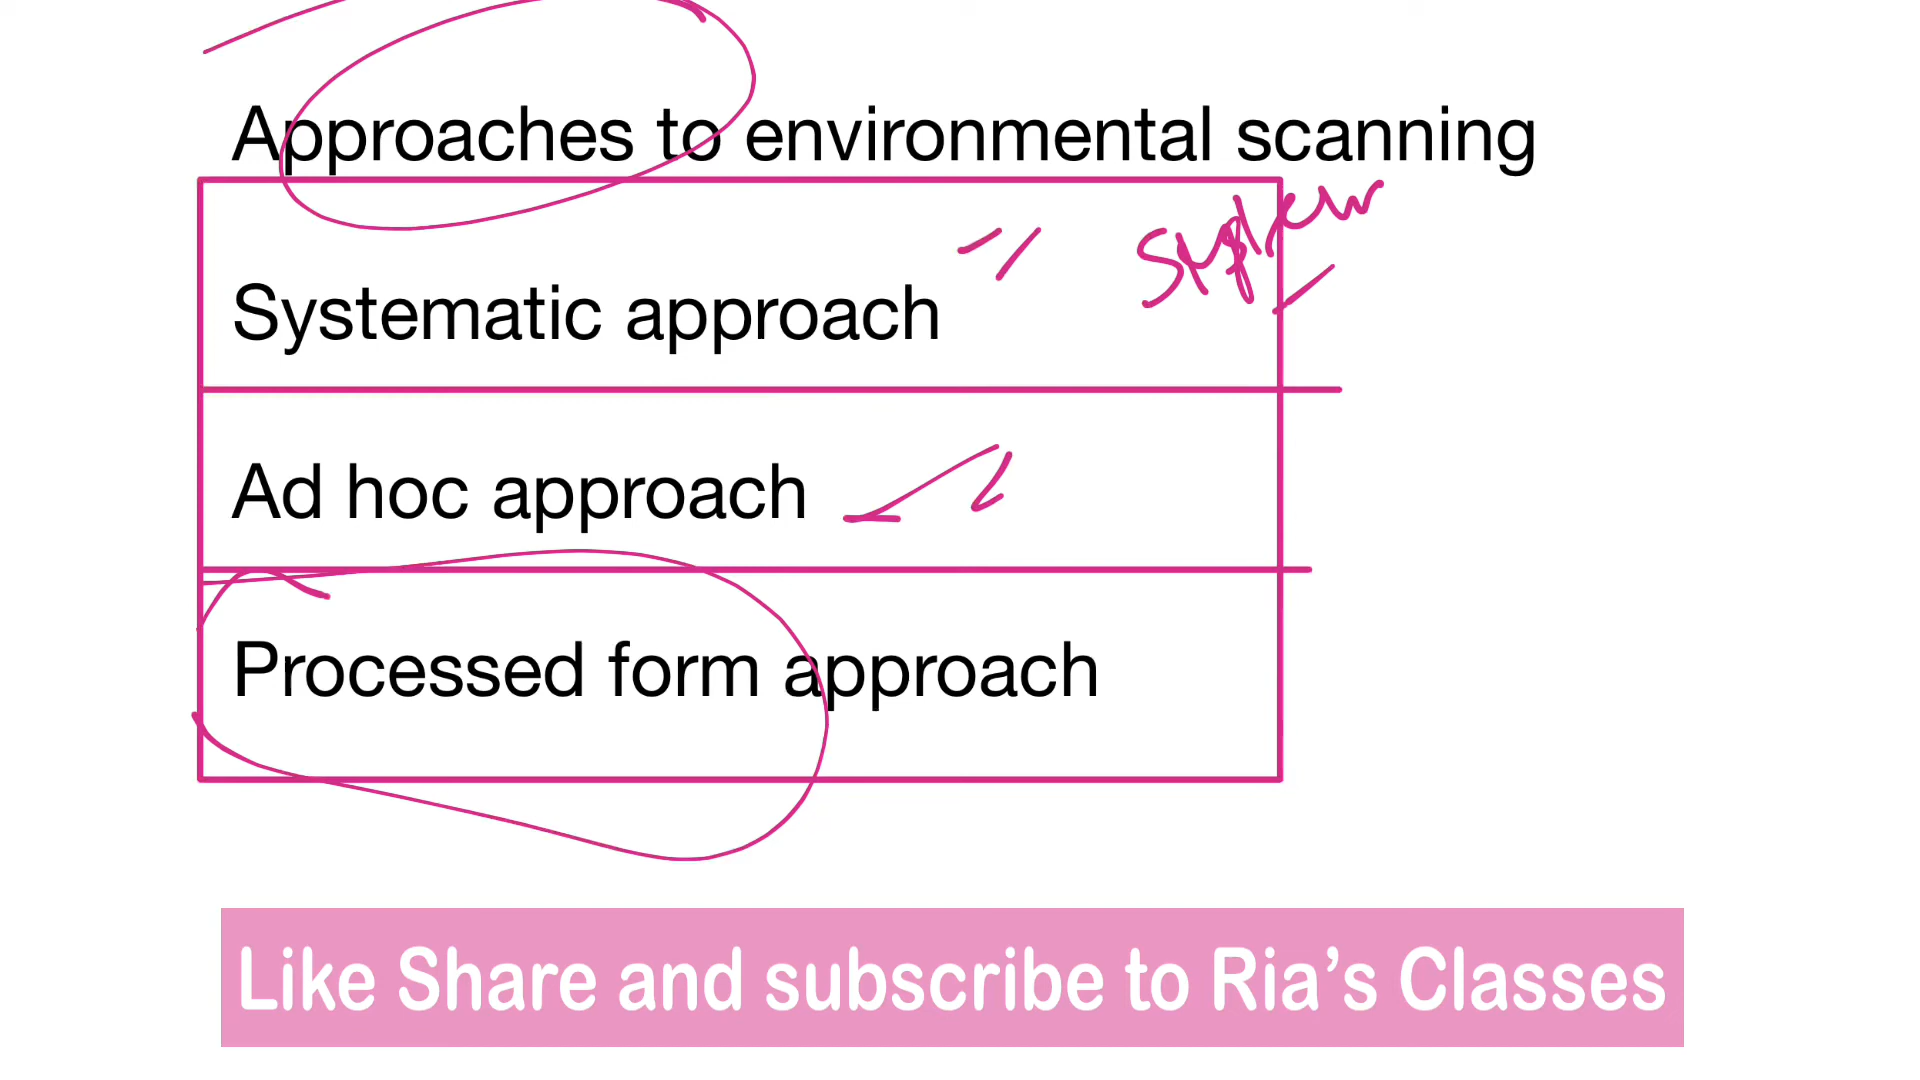 Approaches to environmental scanning
Systematic approach
Ad hoc approach
Processed form approach
Like Share and subscribe to Ria's Classes